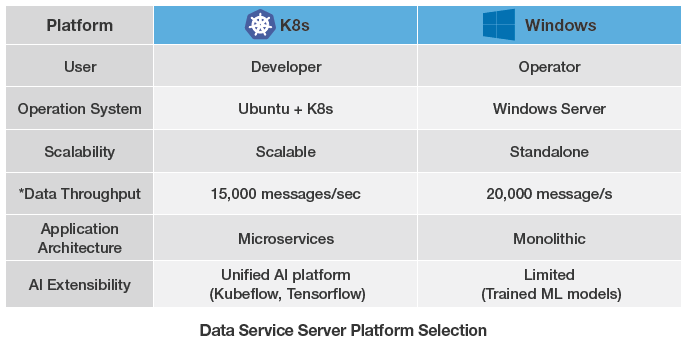 Platform K8s Windows
User Developer Operator
Operation System Ubuntu + K8s Windows Server
Scalability Scalable Standalone
*Data Throughput 15,000 messages/sec 20,000 message/s
Application
Architecture Microservices Monolithic
AI Extensibility Unified AI platform
(Kubeflow, Tensorflow) Limited
(Trained ML models)
Data Service Server Platform Selection